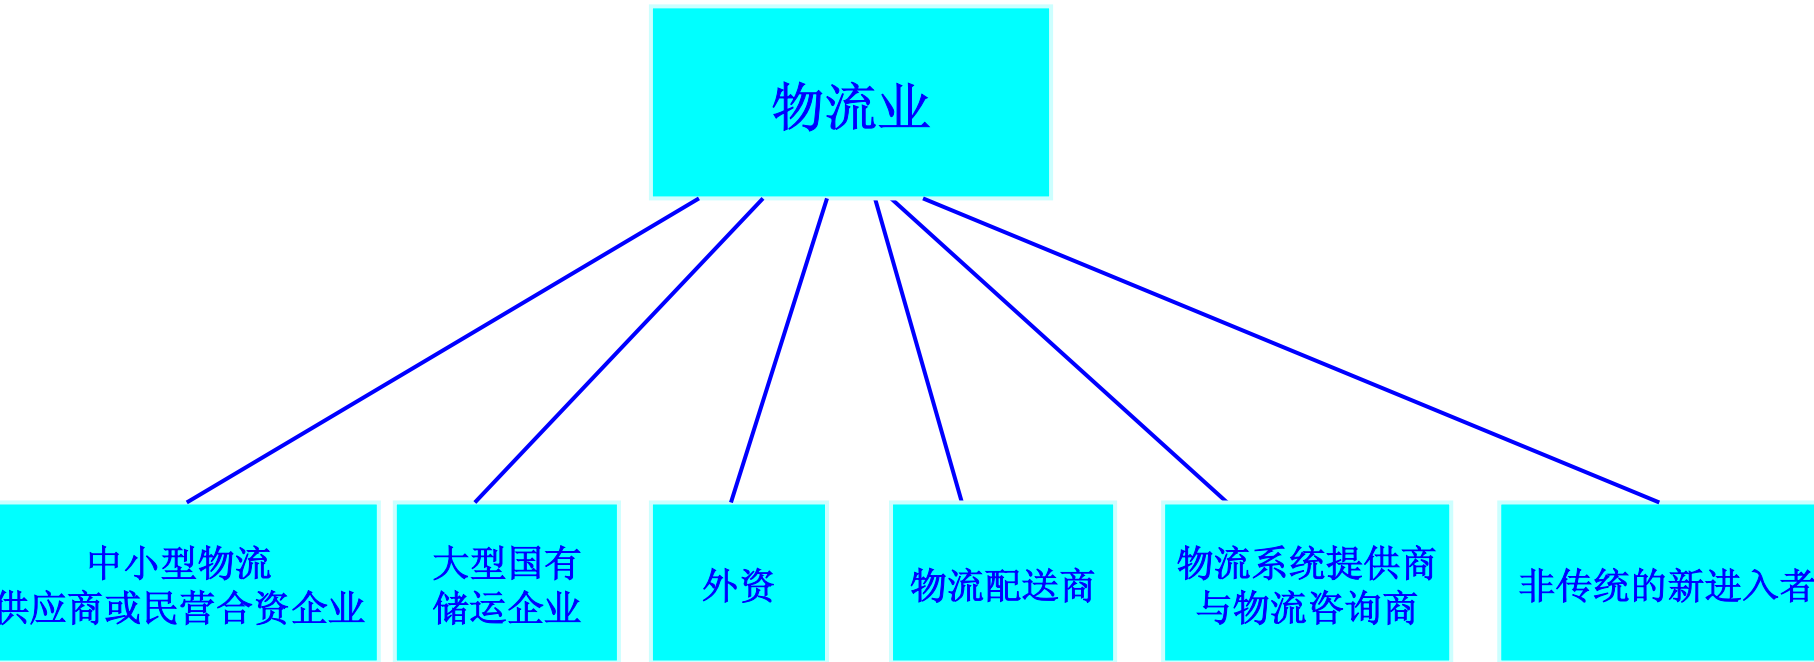 物流业
中小型物流
供应商或民营合资企业
大型国有
储运企业
外资
物流配送商
物流系统提供商
与物流咨询商
非传统的新进入者